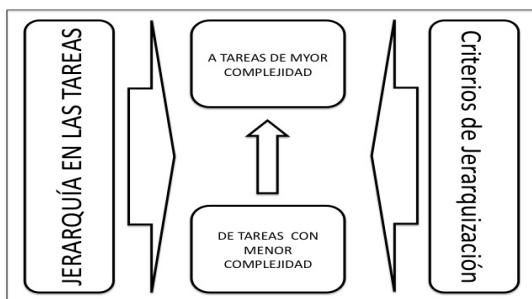 JERARQUÍA EN LAS TAREAS
A TAREAS DE MYOR
COMPLEJIDAD
DE TAREAS CON
MENOR
COMPLEJIDAD
Criterios de Jerarquización